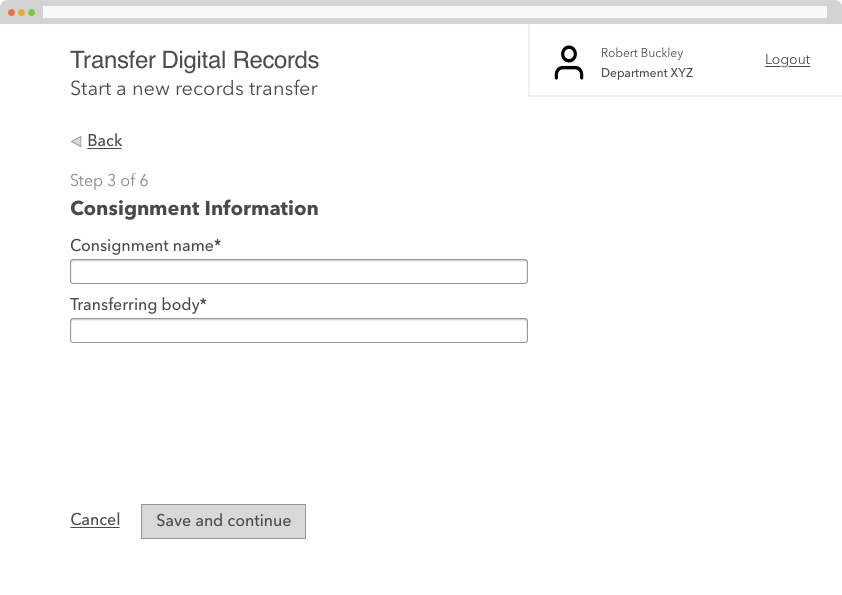 Transfer Digital Records
Start a new records transfer
Robert Buckley
Department XYZ
Logout
Back
Step 3 of 6
Consignment Information
Consignment name*
Transferring body*
Cancel
Save and continue